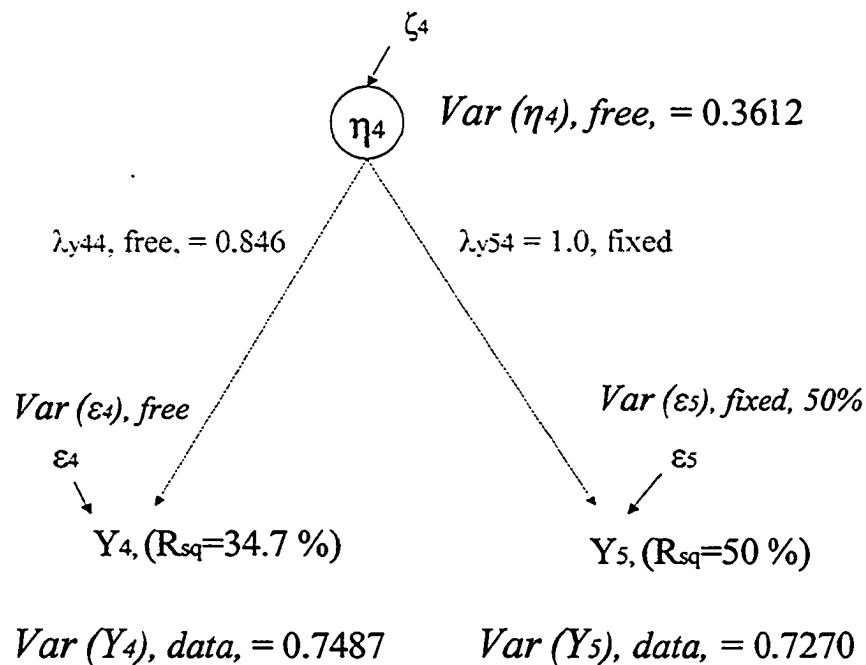 ζ4
η4 Var (η4), free, = 0.3612
λy44, free, = 0.846 λy54 = 1.0, fixed
Var (ε4), free
Var (ε5), fixed, 50%
ε4
ε5
Y4, (Rsq=34.7 %)
Y5, (Rsq=50 %)
Var (Y4), data, = 0.7487 Var (Y5), data, = 0.7270